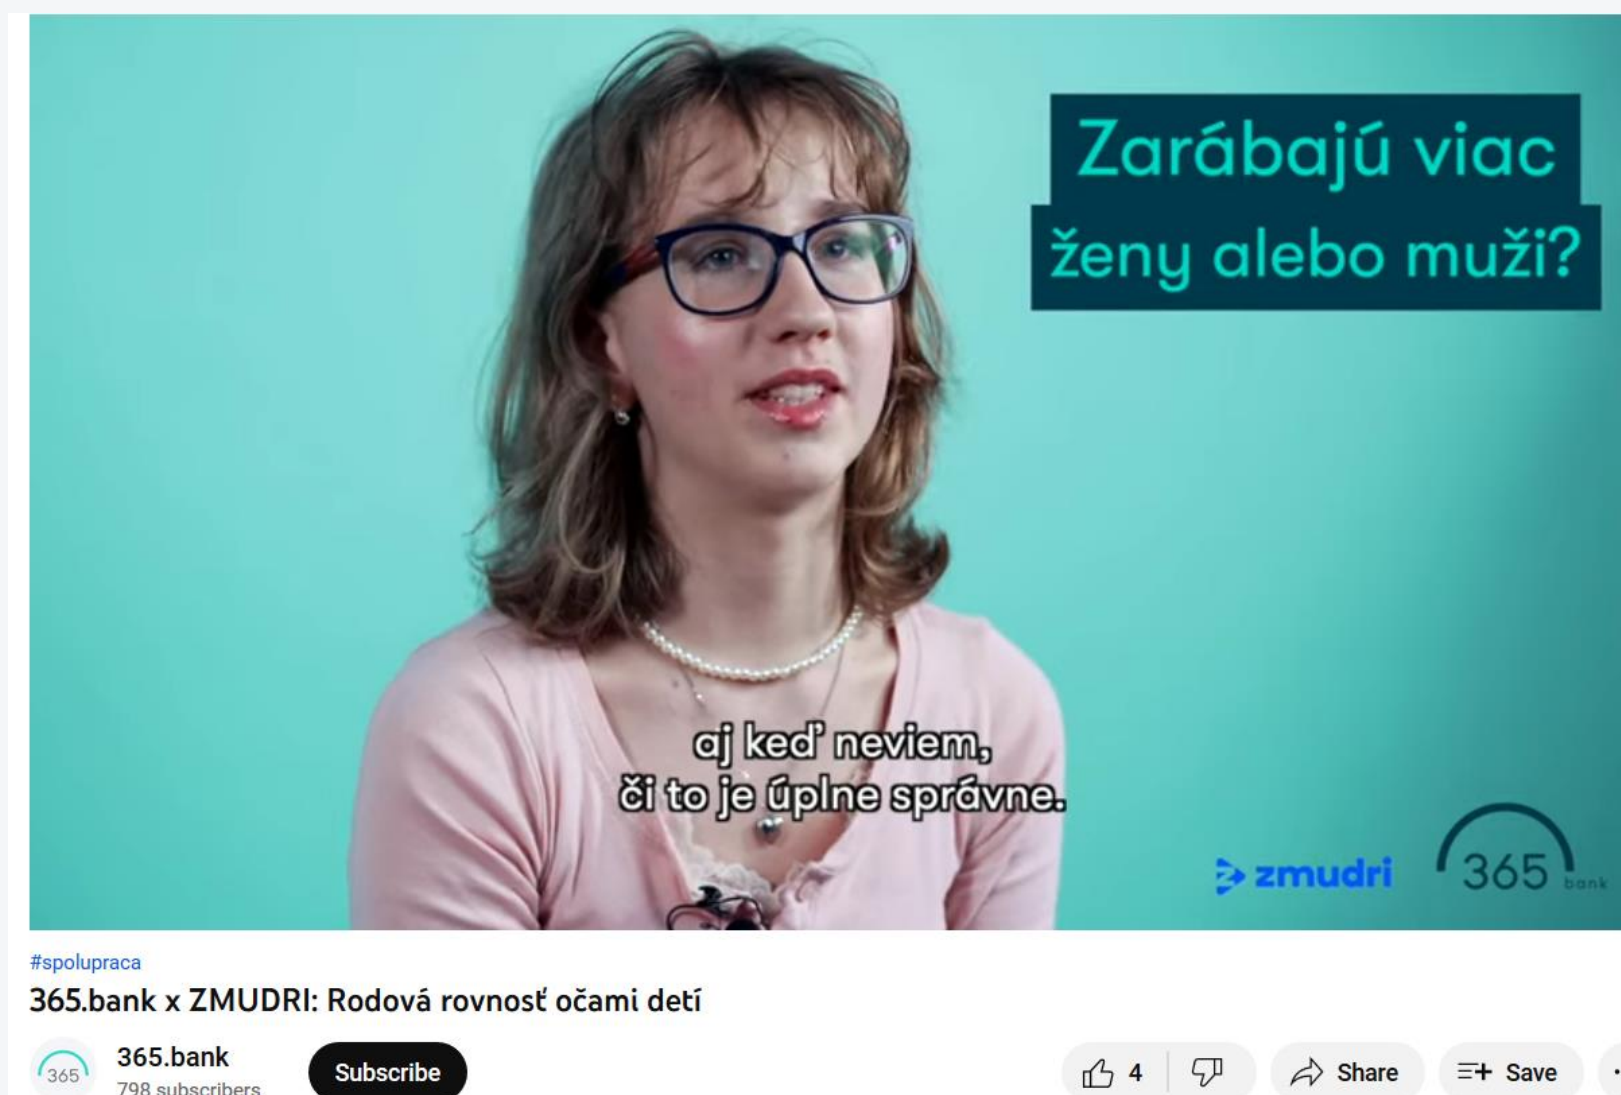 Zarábajú viac
ženy alebo muži?
aj keď neviem,
či to je úplne správne.
zmudri
365 bank
#spolupraca
365.bank x ZMUDRI: Rodová rovnosť očami detí
365
365.bank
798 subscribers
Subscribe
4
Share
Save